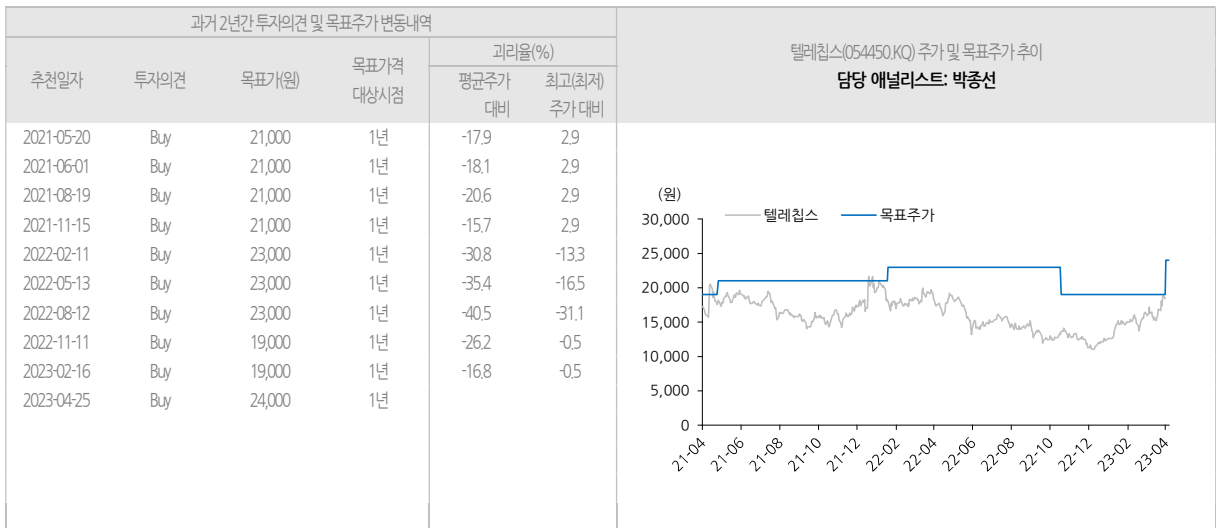 과거 2년간 투자의견 및 목표주가 변동내역
추천일자 투자의견 목표가(원) 목표가격 대상시점 괴리율(%)
평균주가 대비 최고(최저) 주가 대비
2021-05-20 Buy 21,000 1년 -17.9 2.9
2021-06-01 Buy 21,000 1년 -18.1 2.9
2021-08-19 Buy 21,000 1년 -20.6 2.9
2021-11-15 Buy 21,000 1년 -15.7 2.9
2022-02-11 Buy 23,000 1년 -30.8 -13.3
2022-05-13 Buy 23,000 1년 -35.4 -16.5
2022-08-12 Buy 23,000 1년 -40.5 -31.1
2022-11-11 Buy 19,000 1년 -26.2 -0.5
2023-02-16 Buy 19,000 1년 -16.8 -0.5
2023-04-25 Buy 24,000 1년
텔레칩스(054450.KQ) 주가 및 목표주가 추이
담당 애널리스트: 박종선
(원)
텔레칩스 목표주가
30,000
25,000
20,000
15,000
10,000
5,000
0
21-04 21-06 21-08 21-10 21-12 22-02 22-04 22-06 22-08 22-10 22-12 23-02 23-04